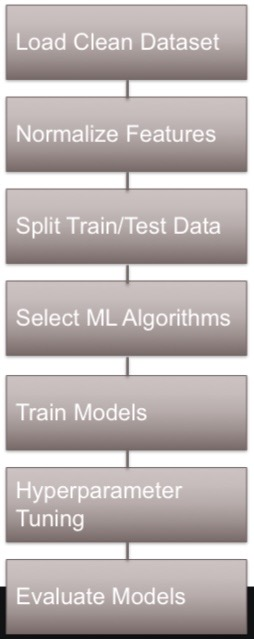 Load Clean Dataset
Normalize Features
Split Train/Test Data
Select ML Algorithms
Train Models
Hyperparameter
Tuning
Evaluate Models